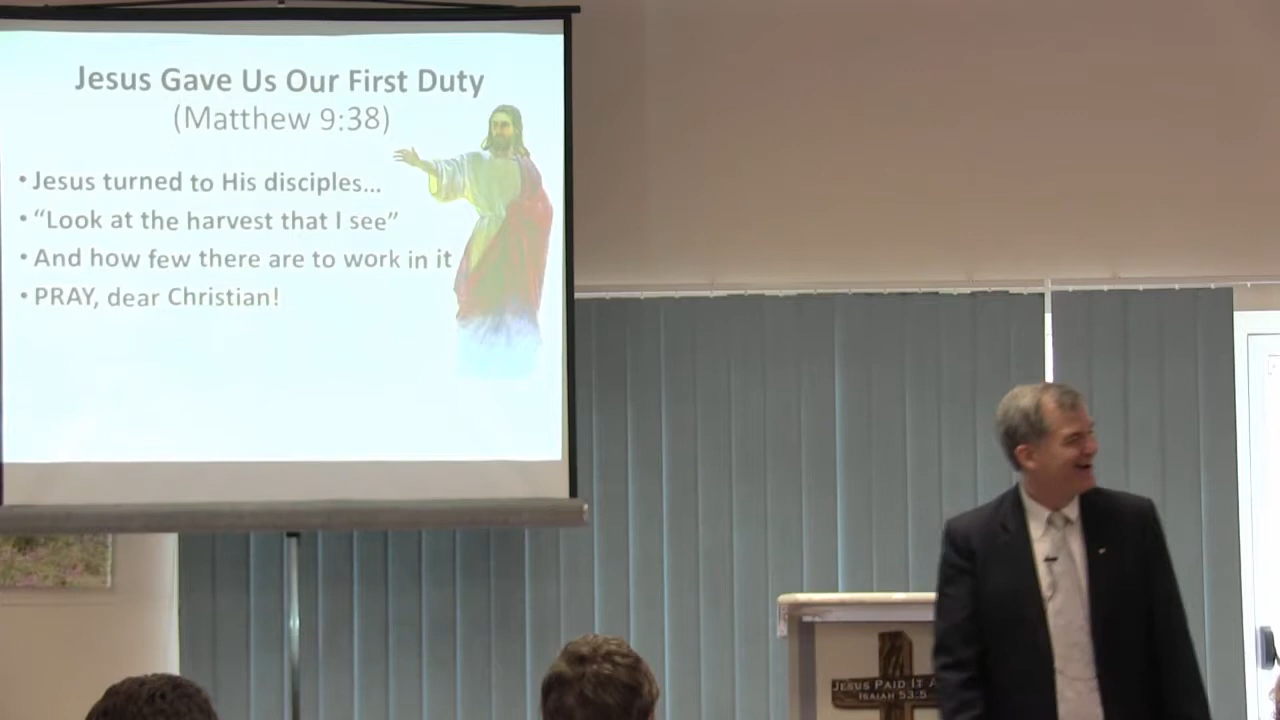 Jesus Gave Us Our First Duty
(Matthew 9:38)
• Jesus turned to His disciples...
• “Look at the harvest that I see”
• And how few there are to work in it
• PRAY, dear Christian!
JESUS PAID IT A
ISAIAH 53:5